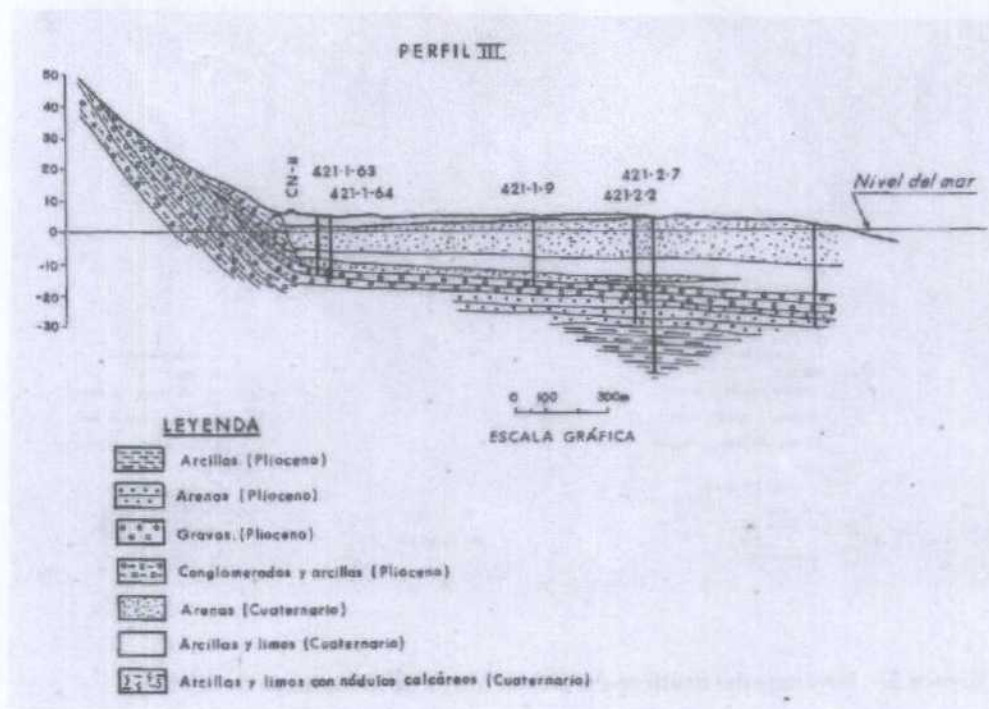 PERFIL III
50
40
30
20
10
0
-10
-20
-30
CN-III
421-1-63
421-1-64
421-1-9
421-2-7
421-2-2
Nivel del mar
0 100 300m
ESCALA GRÁFICA
LEYENDA
Arcillas (Plioceno)
Arenas (Plioceno)
Gravas. (Plioceno)
Conglomerados y arcillas (Plioceno)
Arenas (Cuaternario)
Arcillas y limos (Cuaternario)
Arcillas y limos con nódulos calcáreos (Cuaternario)